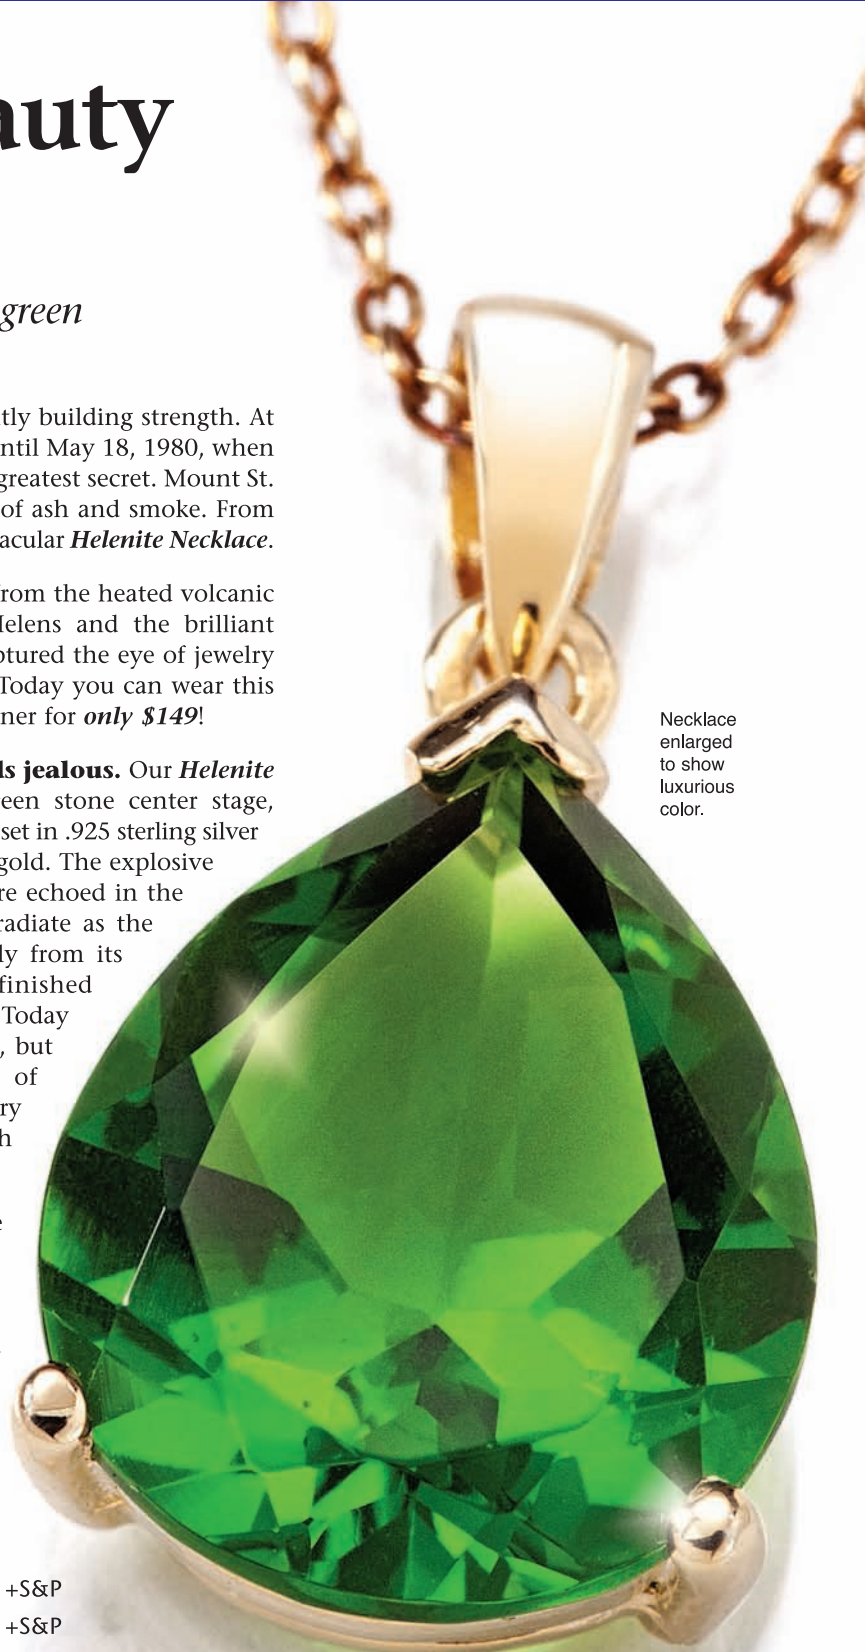 auty
green
tly building strength. At
ntil May 18, 1980, when
greatest secret. Mount St.
of ash and smoke. From
acular Helenite Necklace.
rom the heated volcanic
Helens and the brilliant
ptured the eye of jewelry
Today you can wear this
ner for only $149!
ds jealous. Our Helenite
een stone center stage,
set in .925 sterling silver
gold. The explosive
re echoed in the
radiate as the
ly from its
finished
Today
, but
of
ry
h
e
Necklace
enlarged
to show
luxurious
color.
+S&P
+S&P